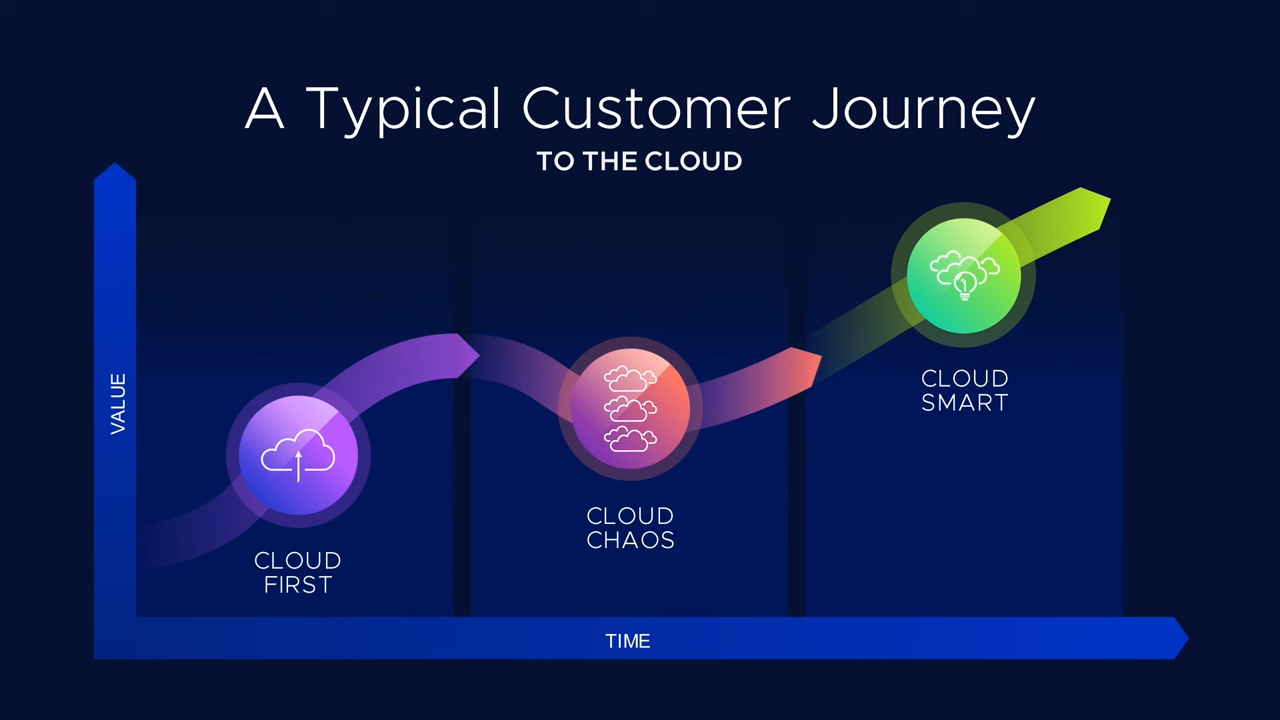 A Typical Customer Journey
TO THE CLOUD
VALUE
CLOUD
FIRST
CLOUD
CHAOS
CLOUD
SMART
TIME